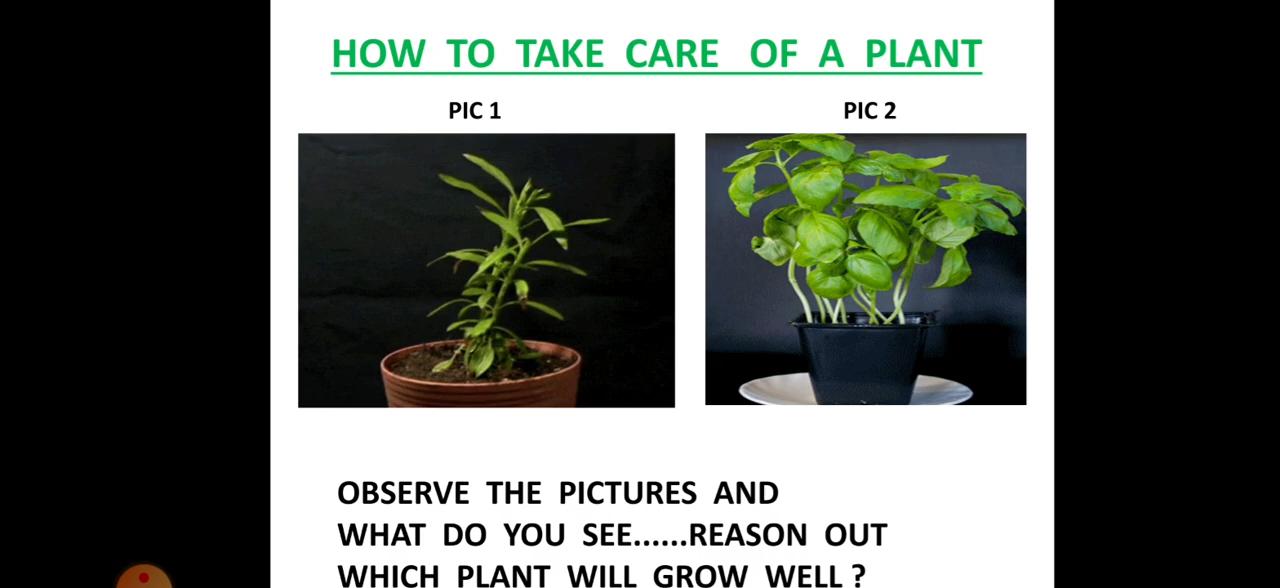 HOW TO TAKE CARE OF A PLANT
PIC 1
PIC 2
OBSERVE THE PICTURES AND
WHAT DO YOU SEE......REASON OUT
WHICH PLANT WILL GROW WELL ?